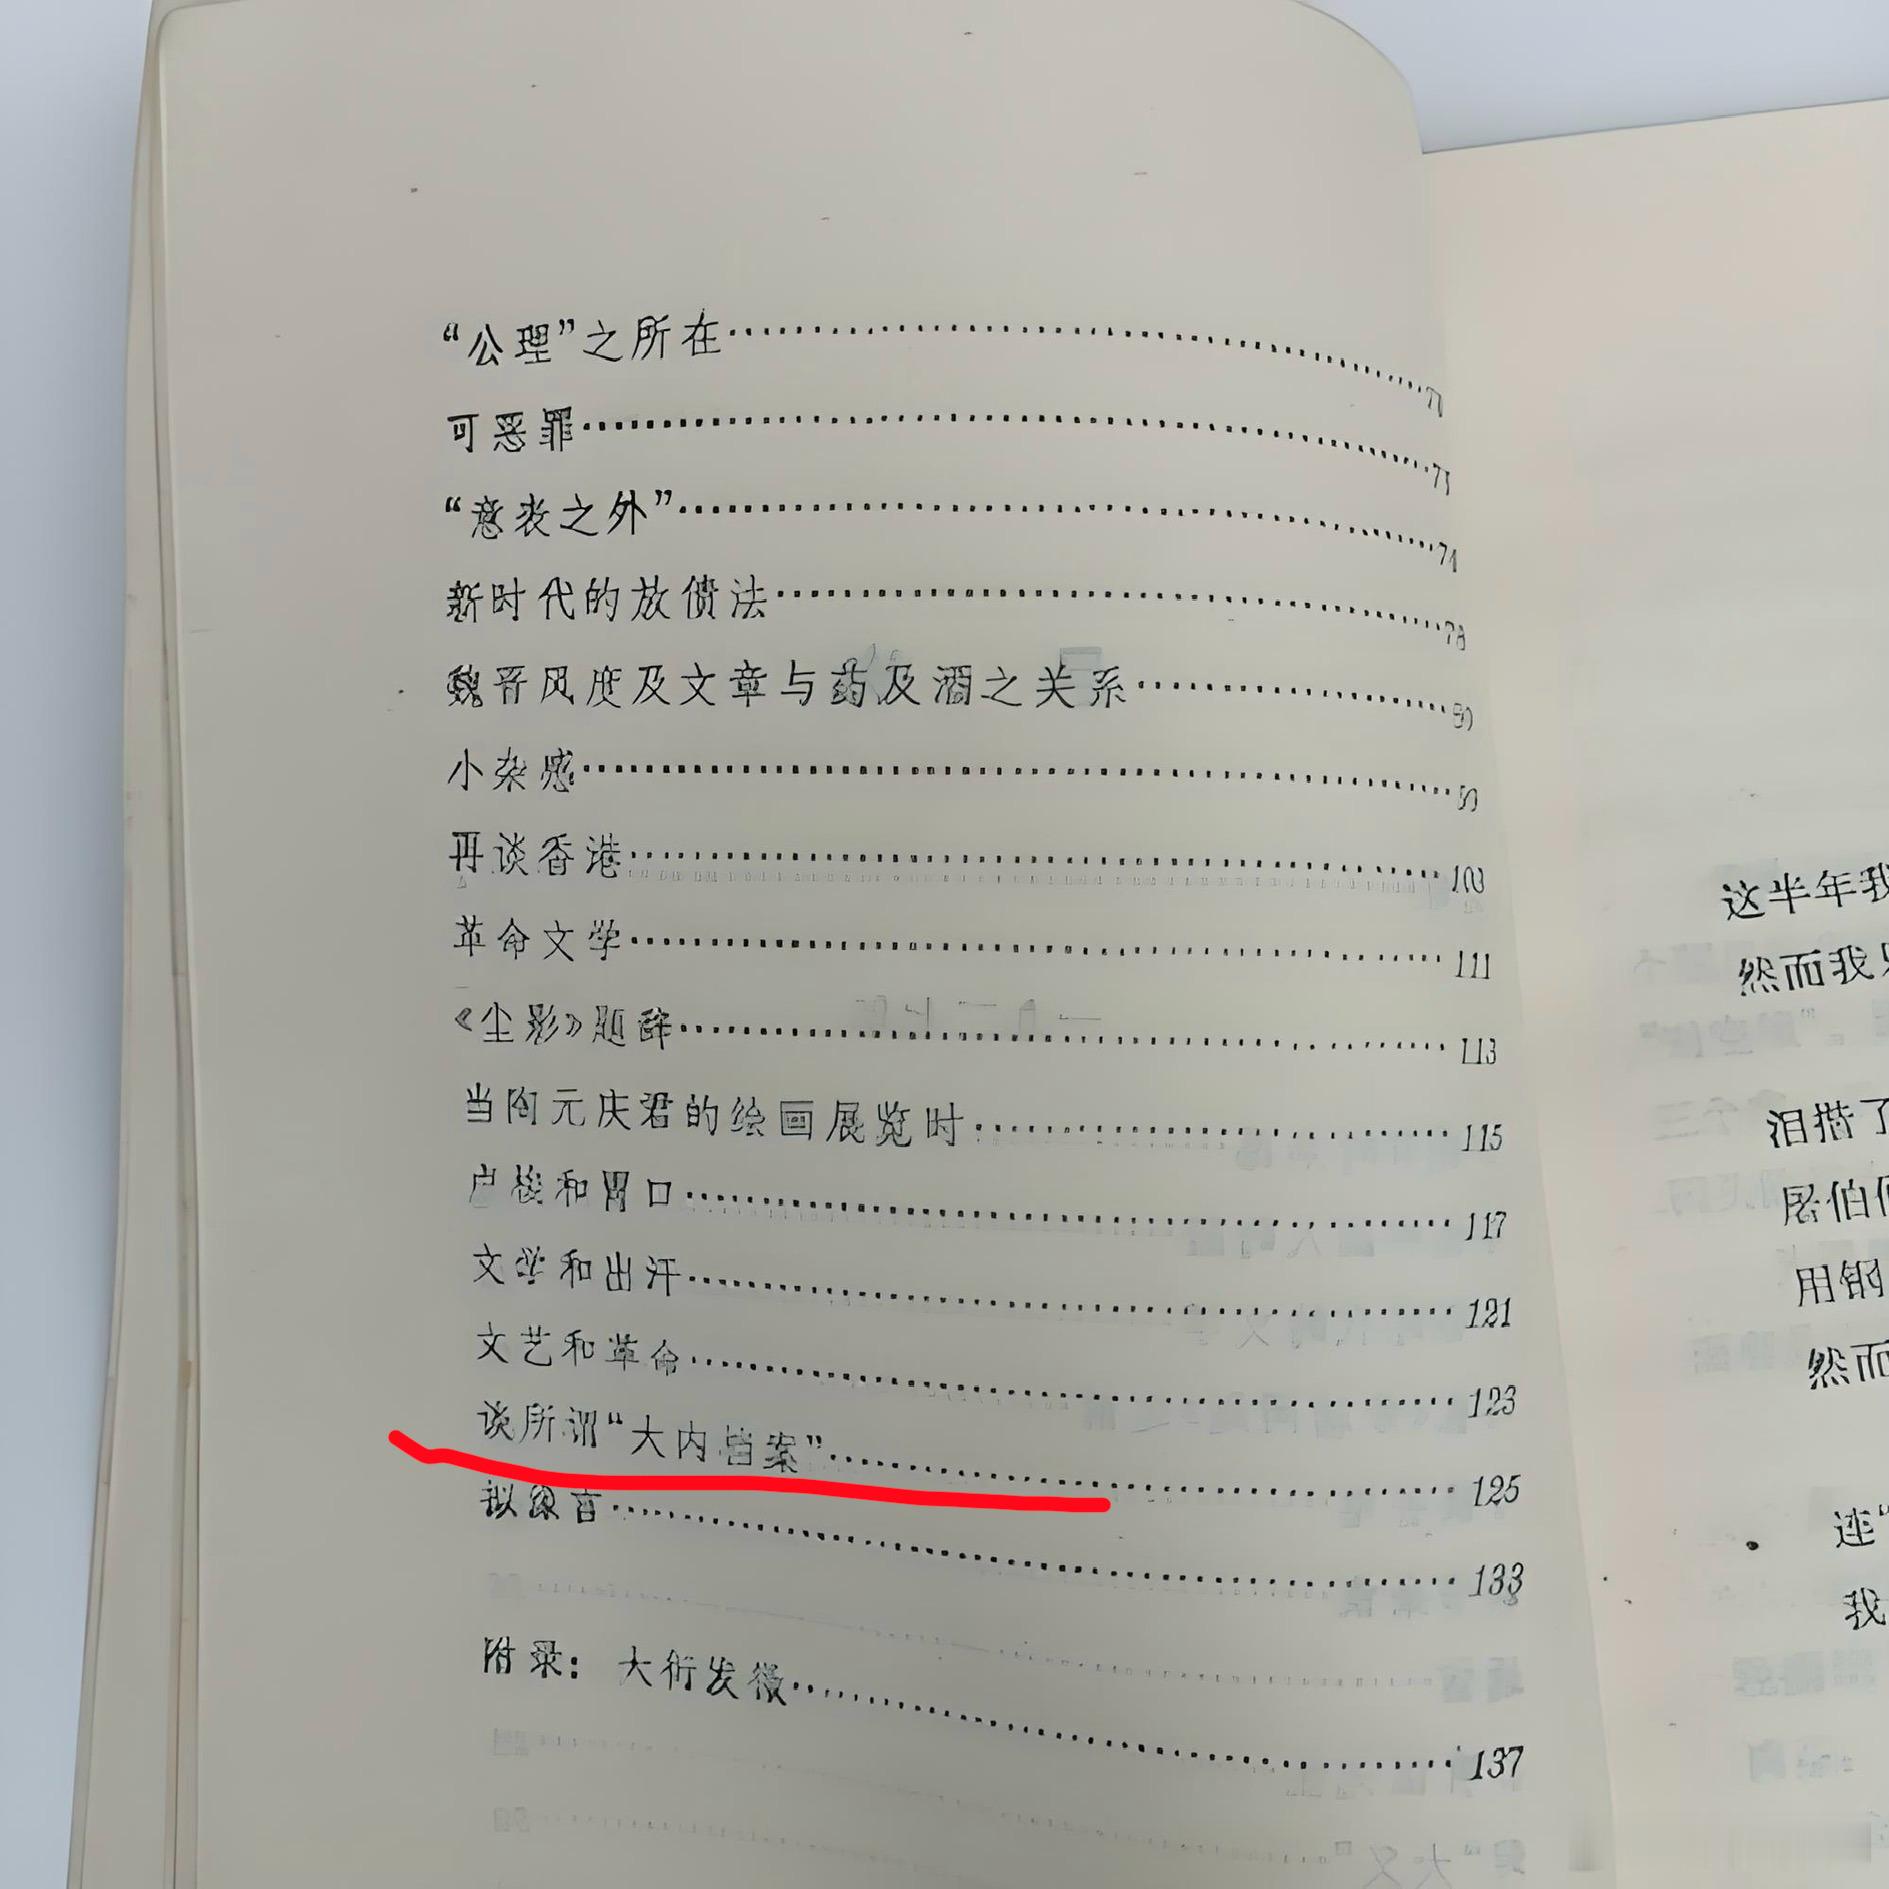 “公理”之所在……71
可恶罪……73
“意表之外”……74
新时代的放债法……78
魏晋风度及文章与药及酒之关系……
小杂感……
再谈香港……103
革命文学……111
《尘影》题辞……113
当陶元庆君的绘画展览时……115
卢梭和胃口……117
文学和出汗……121
文艺和革命……123
谈所谓“大内档案”……125
拟豫言……133
附录：大衍发微……137
这半年我
然而我
泪揩了
屠伯
用钢
然而
连“
我